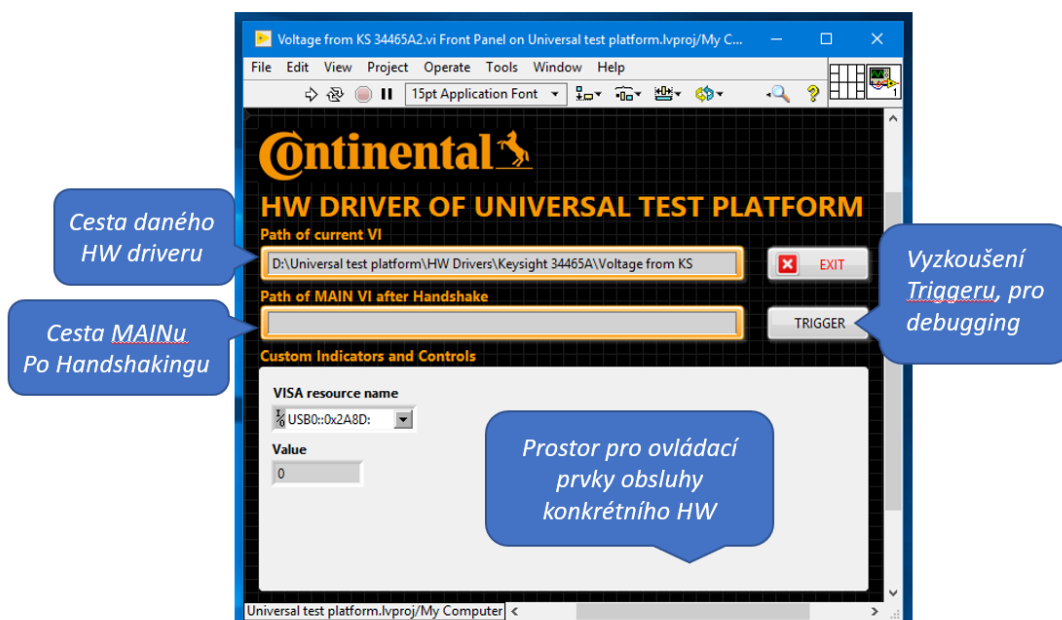 Voltage from KS 34465A2.vi Front Panel on Universal test platform.lvproj/My C...
File Edit View Project Operate Tools Window Help
15pt Application Font
1
Continental
HW DRIVER OF UNIVERSAL TEST PLATFORM
Path of current VI
D:\Universal test platform\HW Drivers\Keysight 34465A\Voltage from KS
EXIT
Path of MAIN VI after Handshake
TRIGGER
Custom Indicators and Controls
VISA resource name
USB0::0x2A8D:
Value
0
Universal test platform.lvproj/My Computer
Cesta daného
HW driveru
Cesta MAINu
Po Handshakingu
Vyzkoušení
Triggeru, pro
debugging
Prostor pro ovládací
prvky obsluhy
konkrétního HW